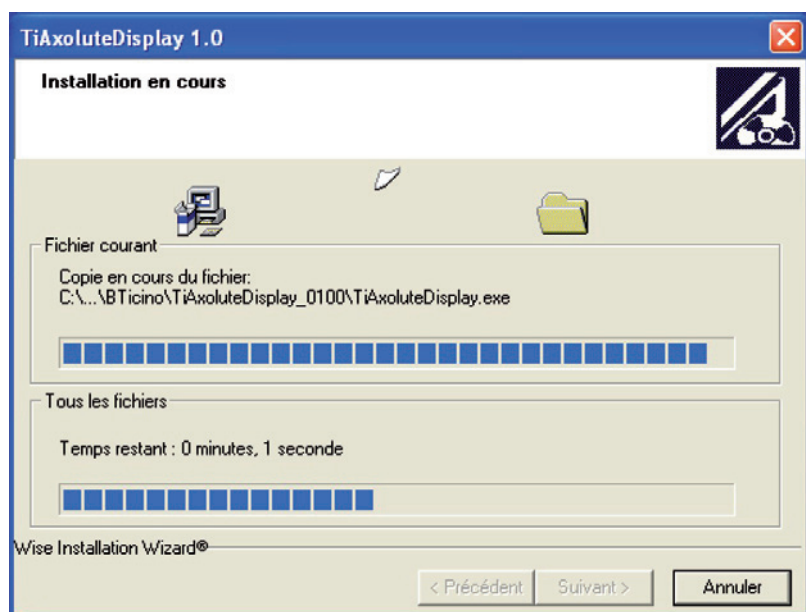 TiAxoluteDisplay 1.0
Installation en cours
Fichier courant
Copie en cours du fichier:
C:\...\BTicino\TiAxoluteDisplay_0100\TiAxoluteDisplay.exe
Tous les fichiers
Temps restant : 0 minutes, 1 seconde
Wise Installation Wizard®
< Précédent Suivant > Annuler